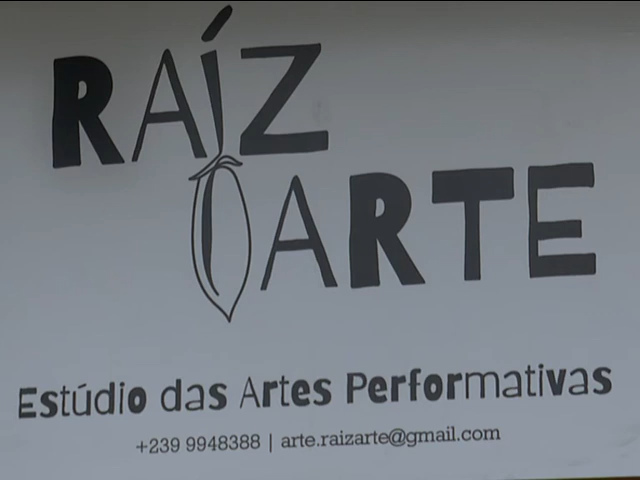 RAÍZ
ARTE
Estúdio das Artes Performativas
+239 9948388 | arte.raizarte@gmail.com